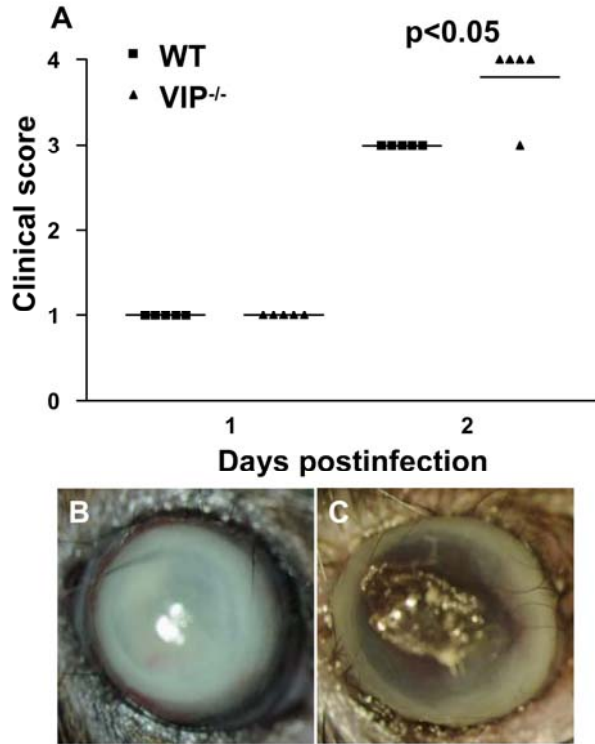 A
p<0.05
WT
VIP-/-
4
3
2
1
0
Clinical score
1 2
Days postinfection
B C